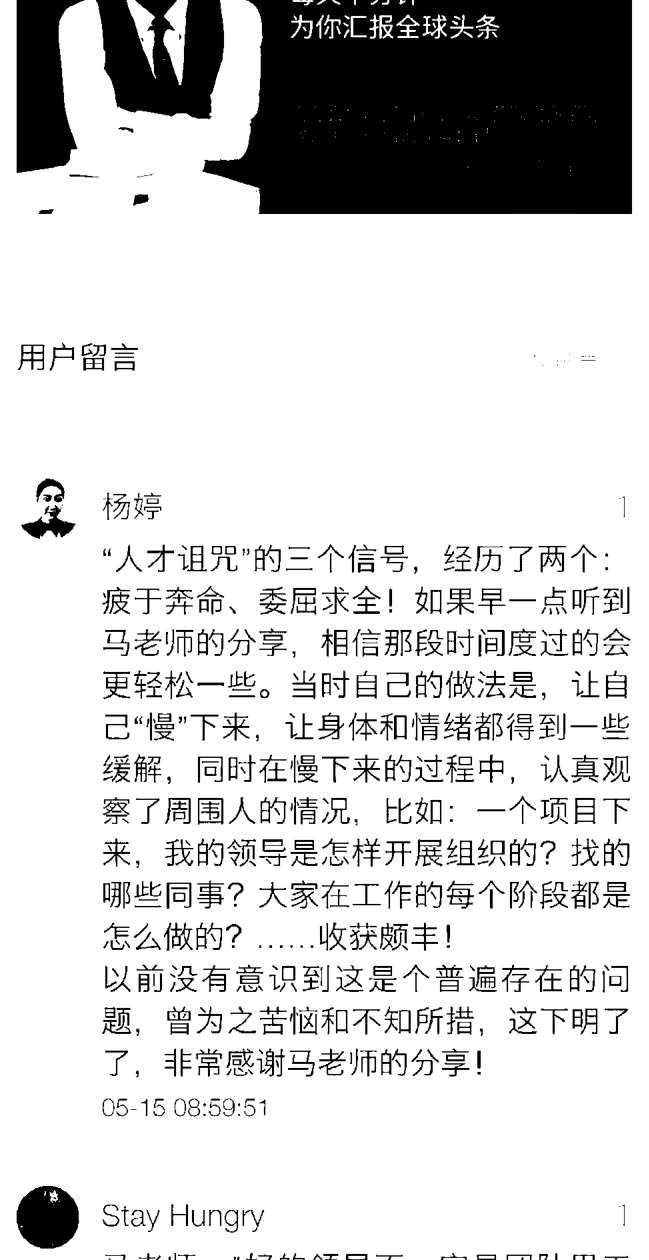 为你汇报全球头条
用户留言
杨婷
1
“人才诅咒”的三个信号，经历了两个：
疲于奔命、委屈求全！如果早一点听到
马老师的分享，相信那段时间度过的会
更轻松一些。当时自己的做法是，让自
己“慢”下来，让身体和情绪都得到一些
缓解，同时在慢下来的过程中，认真观
察了周围人的情况，比如：一个项目下
来，我的领导是怎样开展组织的？找的
哪些同事？大家在工作的每个阶段都是
怎么做的？……收获颇丰！
以前没有意识到这是个普遍存在的问
题，曾为之苦恼和不知所措，这下明了
了，非常感谢马老师的分享！
05-15 08:59:51
Stay Hungry
1